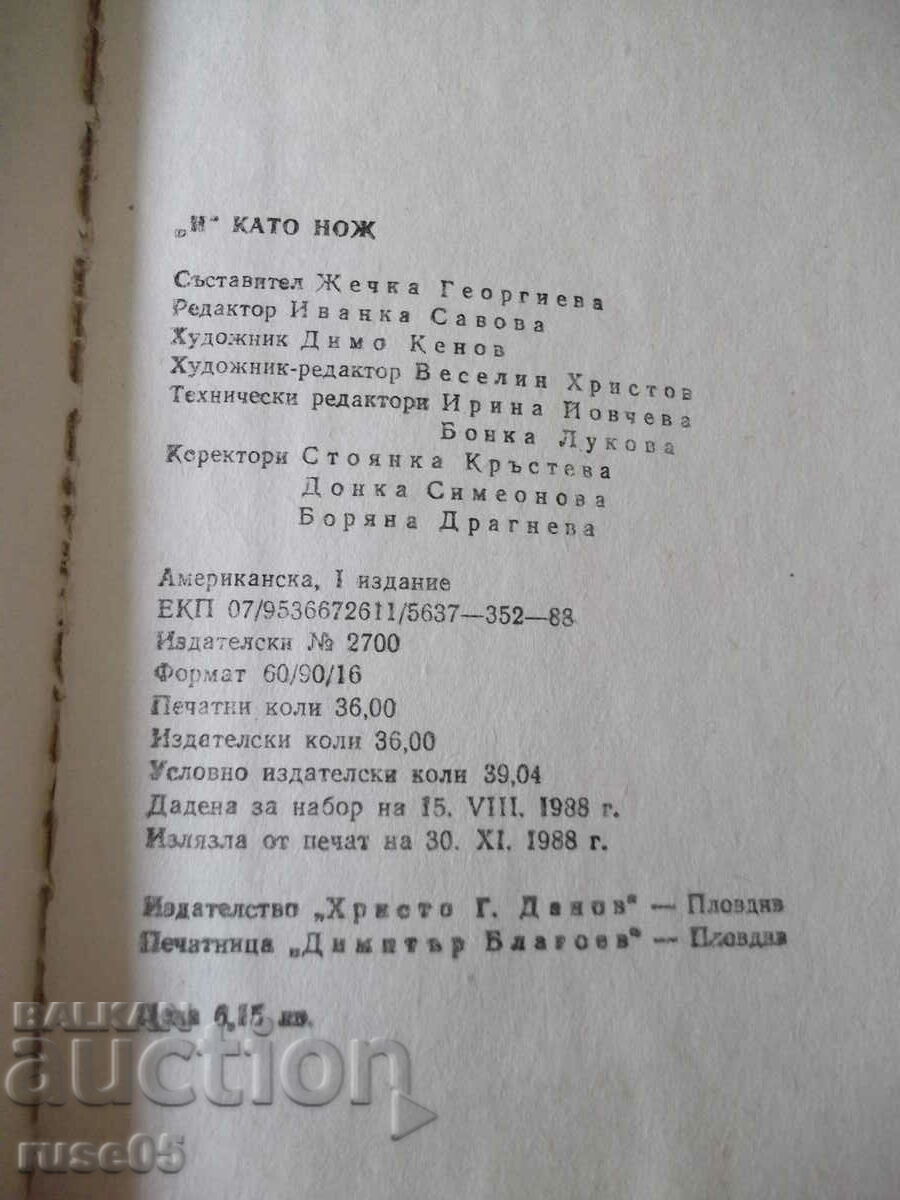 „Н“ КАТО НОЖ
Съставител Жечка Георгиева
Редактор Иванка Савова
Художник Димо Кенов
Художник-редактор Веселин Христов
Технически редактори Ирина Йовчева
Бонка Лукова
Коректори Стоянка Кръстева
Донка Симеонова
Боряна Драгнева
Американска, I издание
ЕКП 07/9536672611/5637—352—88
Издателски № 2700
Формат 60/90/16
Печатни коли 36,00
Издателски коли 36,00
Условно издателски коли 39,04
Дадена за набор на 15. VIII. 1988 г.
Излязла от печат на 30. XI. 1988 г.
Издателство „Христо Г. Данов“ — Пловдив
Печатница „Димитър Благоев“ — Пловдив
Цена 6,15 лв.
BALKAN
auction
ruse05